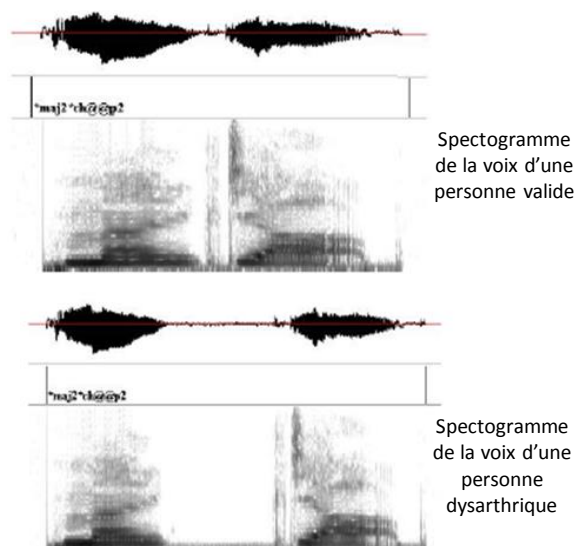 *maj2 *ch@@p2
Spectogramme
de la voix d’une
personne valide
*maj2*ch@@p2
Spectogramme
de la voix d’une
personne
dysarthrique